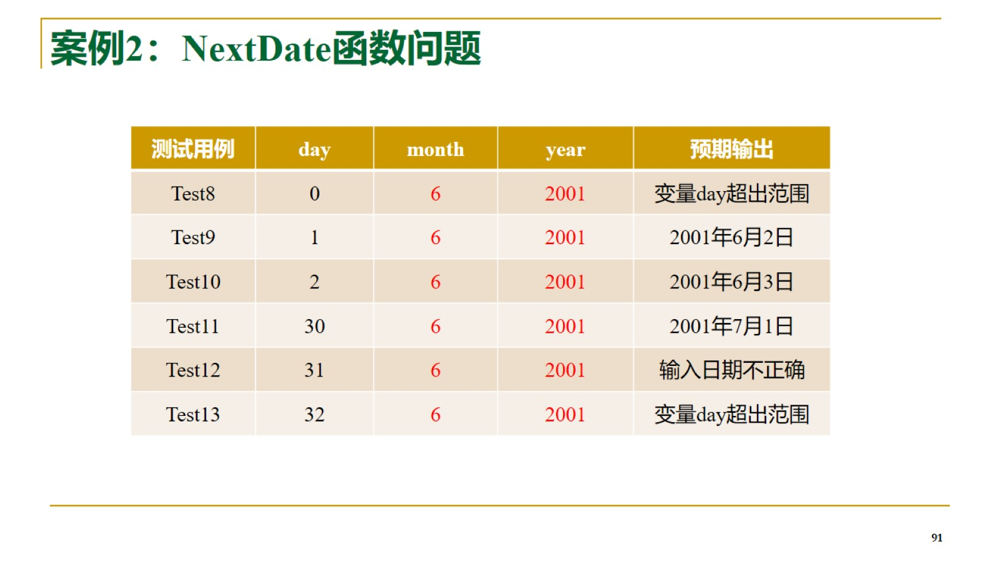 案例2：NextDate函数问题
测试用例 day month year 预期输出
Test8 0 6 2001 变量day超出范围
Test9 1 6 2001 2001年6月2日
Test10 2 6 2001 2001年6月3日
Test11 30 6 2001 2001年7月1日
Test12 31 6 2001 输入日期不正确
Test13 32 6 2001 变量day超出范围
91